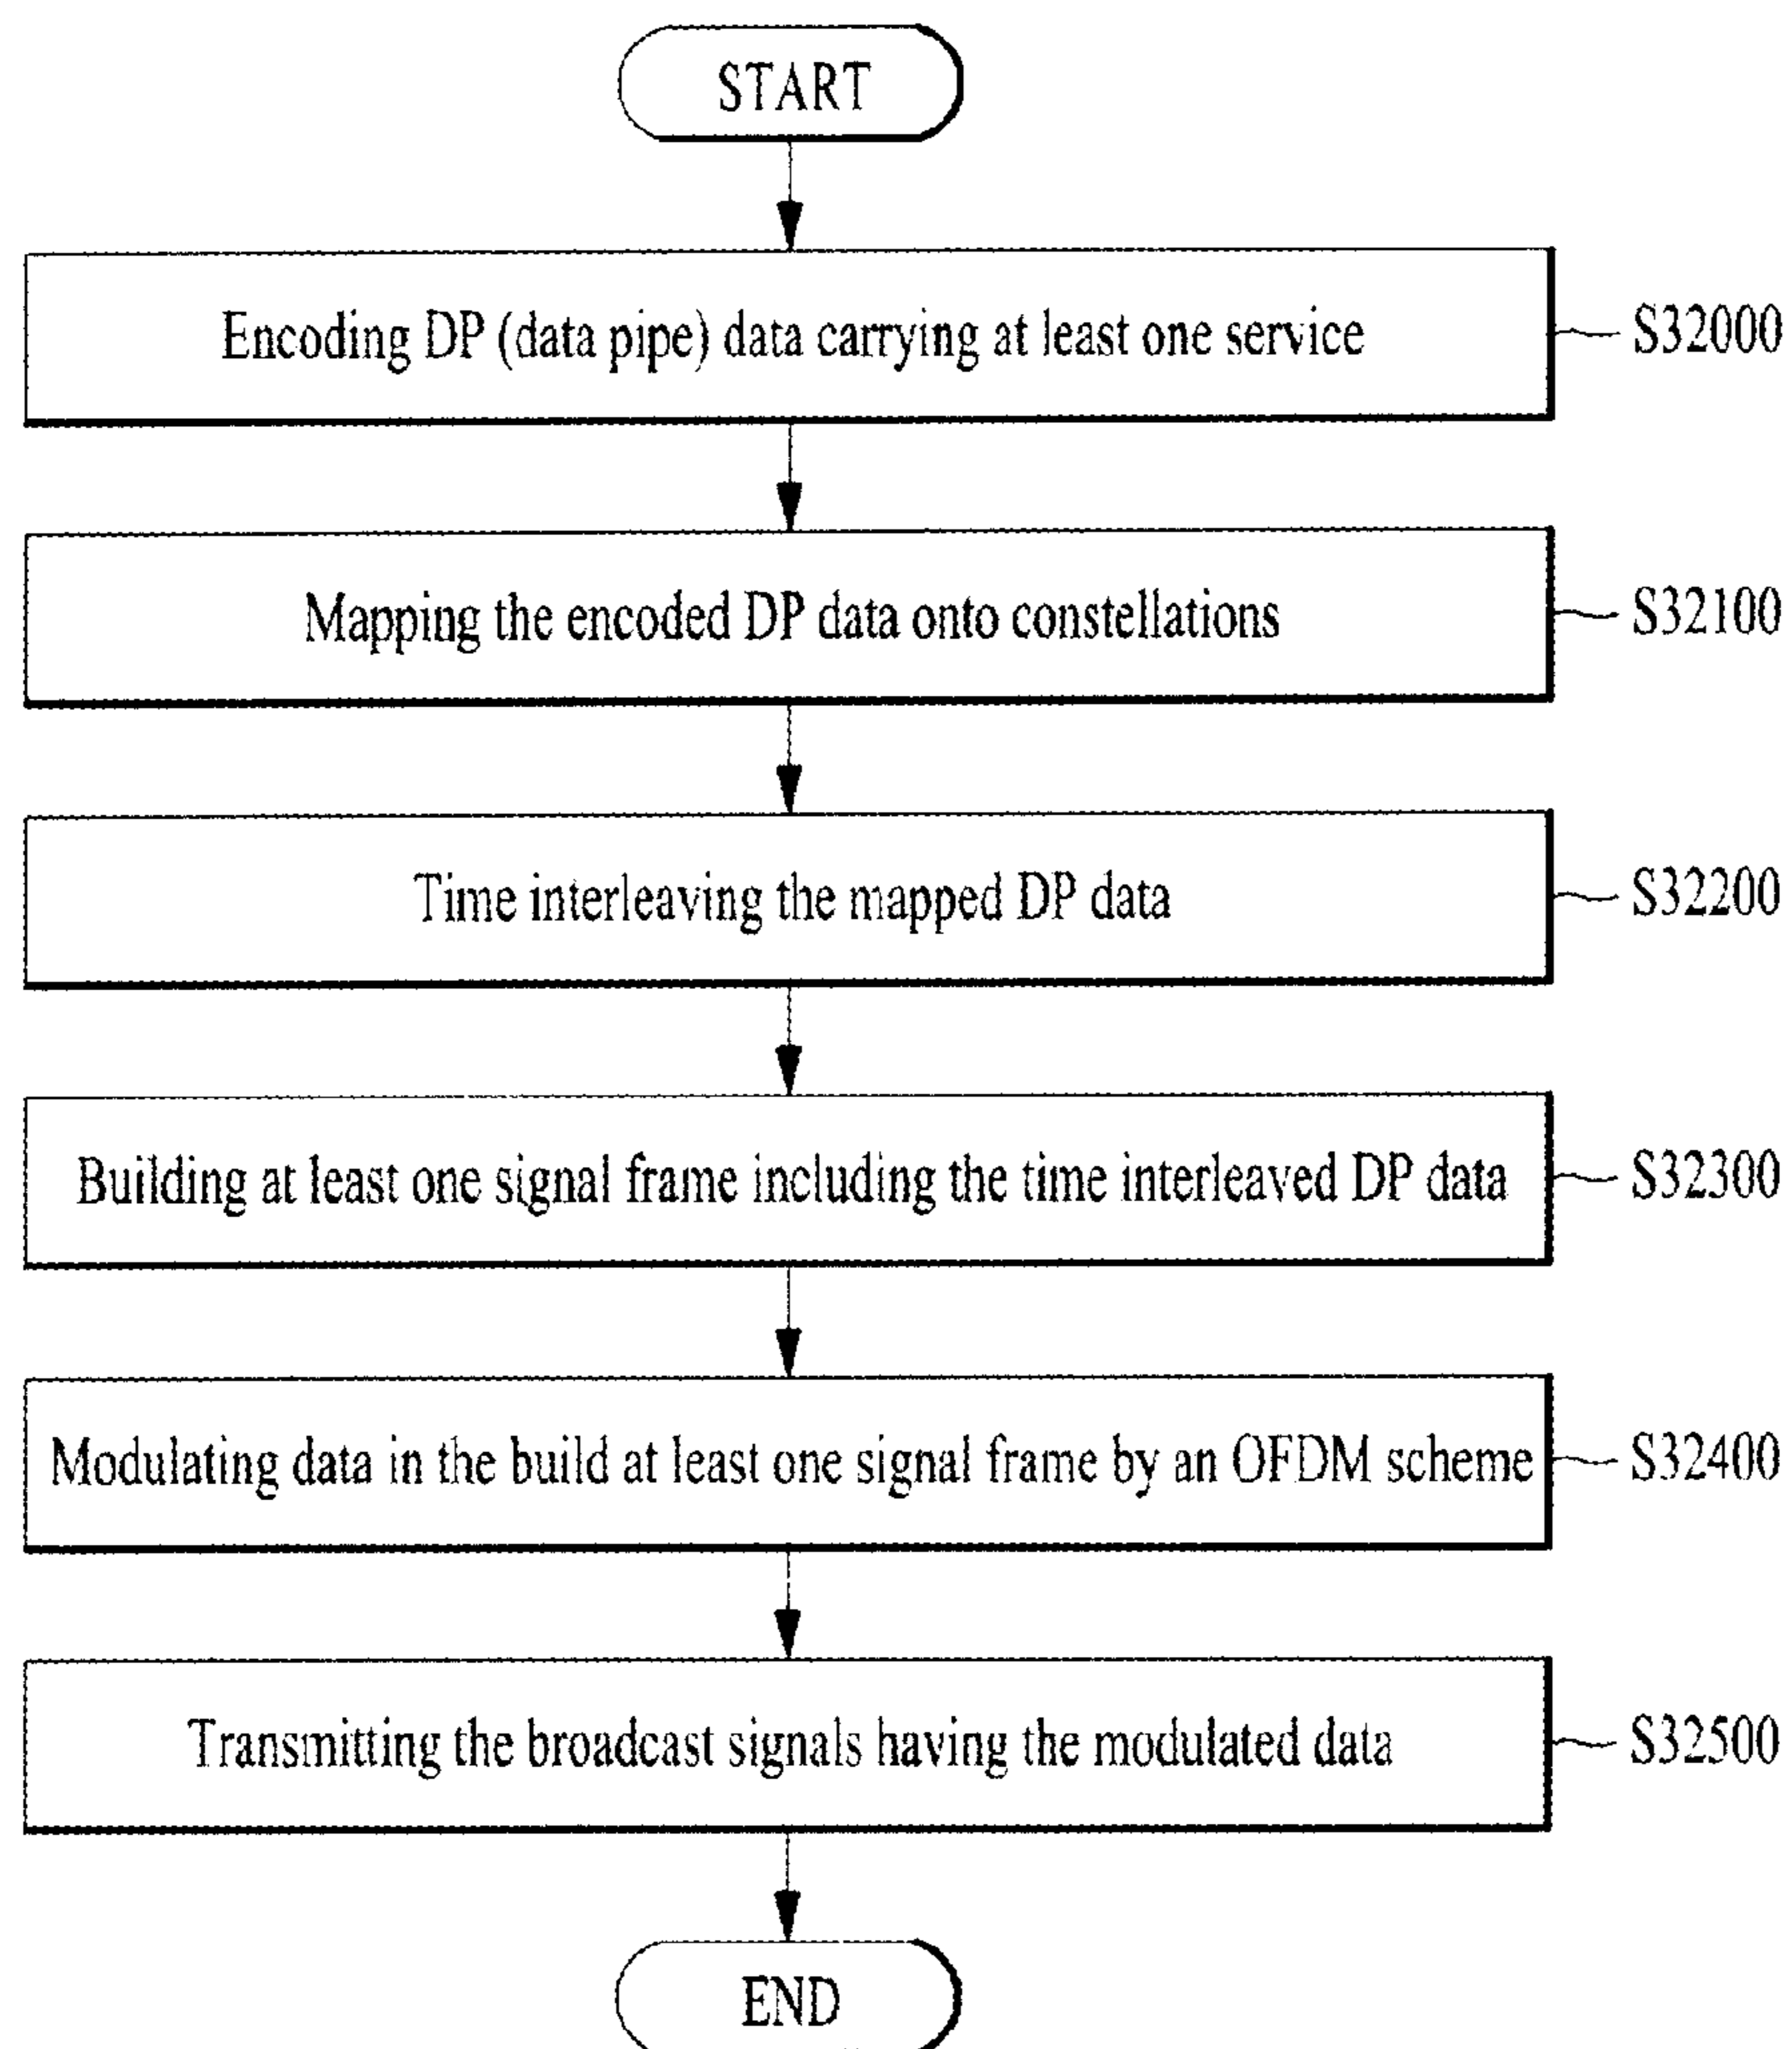 START
Encoding DP (data pipe) data carrying at least one service
S32000
Mapping the encoded DP data onto constellations
S32100
Time interleaving the mapped DP data
S32200
Building at least one signal frame including the time interleaved DP data
S32300
Modulating data in the build at least one signal frame by an OFDM scheme
S32400
Transmitting the broadcast signals having the modulated data
S32500
END